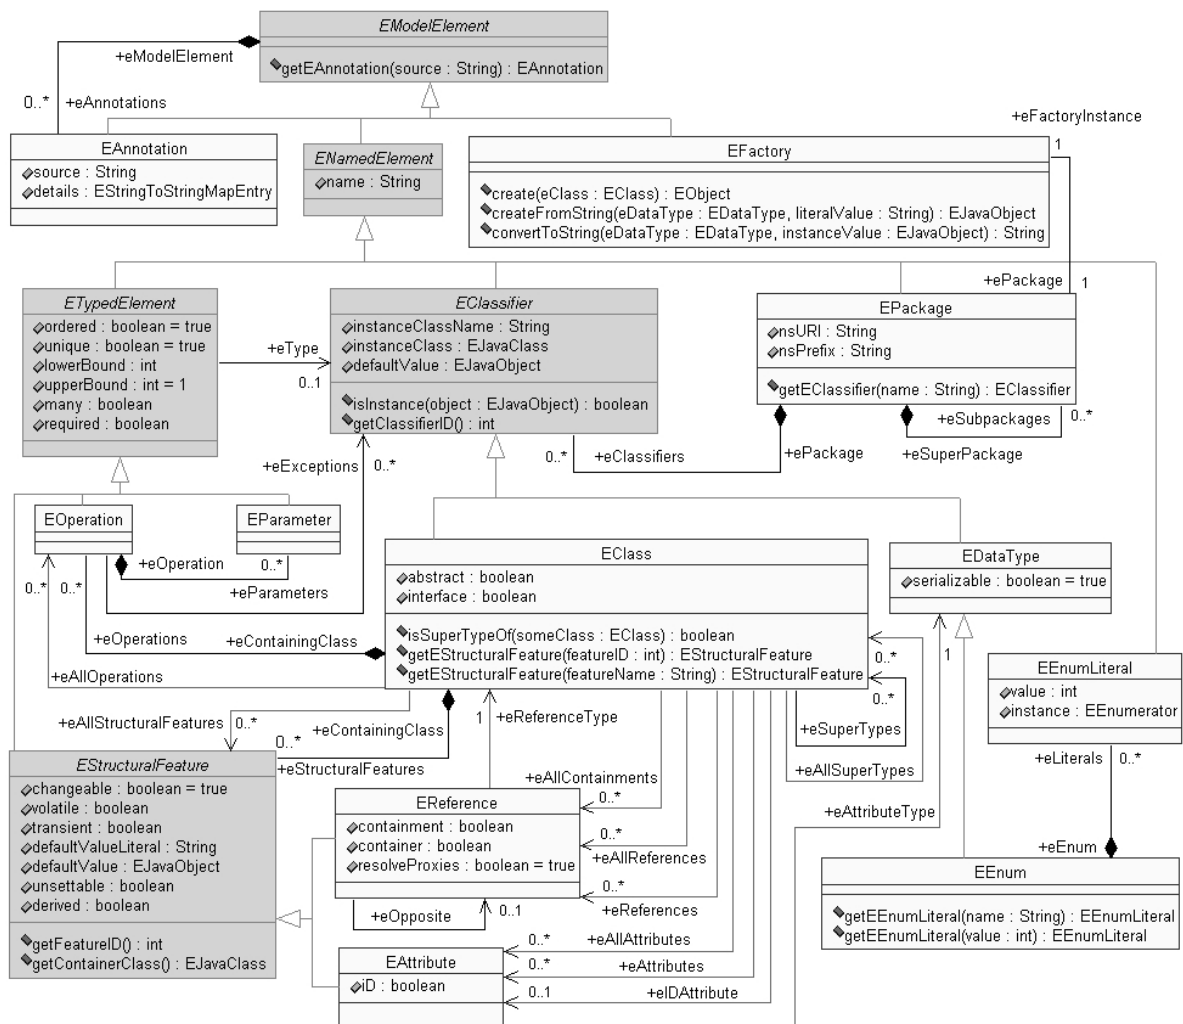 EModelElement
getEAnnotation(source : String) : EAnnotation
+eModelElement
0..*
+eAnnotations
EAnnotation
source : String
details : EStringToStringMapEntry
ENamedElement
name : String
+eFactoryInstance
1
EFactory
create(eClass : EClass) : EObject
createFromString(eDataType : EDataType, literalValue : String) : EJavaObject
convertToString(eDataType : EDataType, instanceValue : EJavaObject) : String
+ePackage
1
ETypedElement
ordered : boolean = true
unique : boolean = true
lowerBound : int
upperBound : int = 1
many : boolean
required : boolean
+eType
0..1
EClassifier
instanceClassName : String
instanceClass : EJavaClass
defaultValue : EJavaObject
isInstance(object : EJavaObject) : boolean
getClassifierID() : int
EPackage
nsURI : String
nsPrefix : String
getEClassifier(name : String) : EClassifier
+eSubpackages
0..*
+eSuperPackage
+ePackage
0..*
+eClassifiers
+eExceptions
0..*
EOperation
EParameter
+eOperation
0..*
+eParameters
0..*
0..*
+eOperations
+eContainingClass
+eAllOperations
EClass
abstract : boolean
interface : boolean
isSuperTypeOf(someClass : EClass) : boolean
getEStructuralFeature(featureID : int) : EStructuralFeature
getEStructuralFeature(featureName : String) : EStructuralFeature
EDataType
serializable : boolean = true
0..*
0..*
+eSuperTypes
+eAllSuperTypes
1
+eAttributeType
EEnumLiteral
value : int
instance : EEnumerator
+eLiterals
0..*
+eEnum
EEnum
getEEnumLiteral(name : String) : EEnumLiteral
getEEnumLiteral(value : int) : EEnumLiteral
+eAllStructuralFeatures
0..*
+eContainingClass
0..*
+eStructuralFeatures
1
+eReferenceType
EStructuralFeature
changeable : boolean = true
volatile : boolean
transient : boolean
defaultValueLiteral : String
defaultValue : EJavaObject
unsettable : boolean
derived : boolean
getFeatureID() : int
getContainerClass() : EJavaClass
EReference
containment : boolean
container : boolean
resolveProxies : boolean = true
+eAllContainments
0..*
0..*
+eAllReferences
0..*
+eReferences
+eOpposite
0..1
EAttribute
iD : boolean
0..*
+eAllAttributes
0..*
+eAttributes
0..1
+eIDAttribute